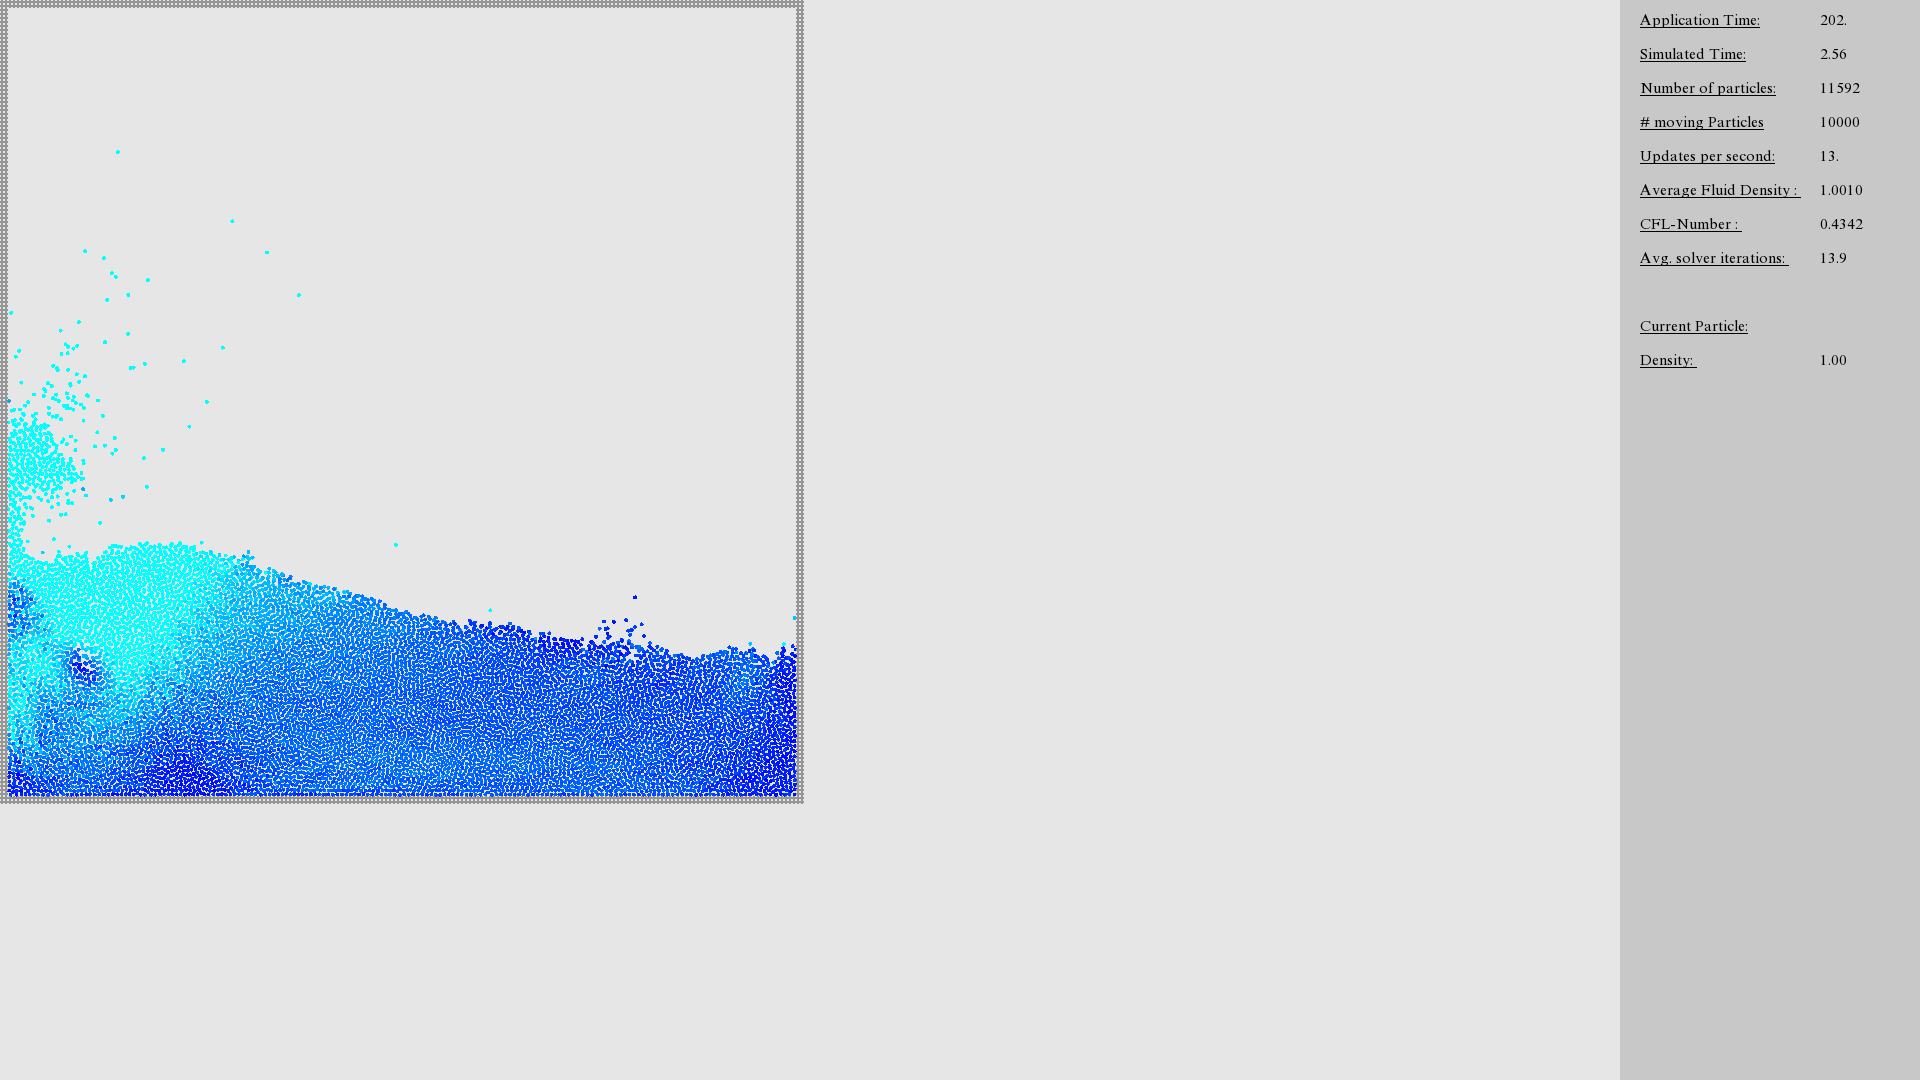 Application Time: 202.
Simulated Time: 2.56
Number of particles: 11592
# moving Particles 10000
Updates per second: 13.
Average Fluid Density : 1.0010
CFL-Number : 0.4342
Avg. solver iterations: 13.9
Current Particle:
Density: 1.00